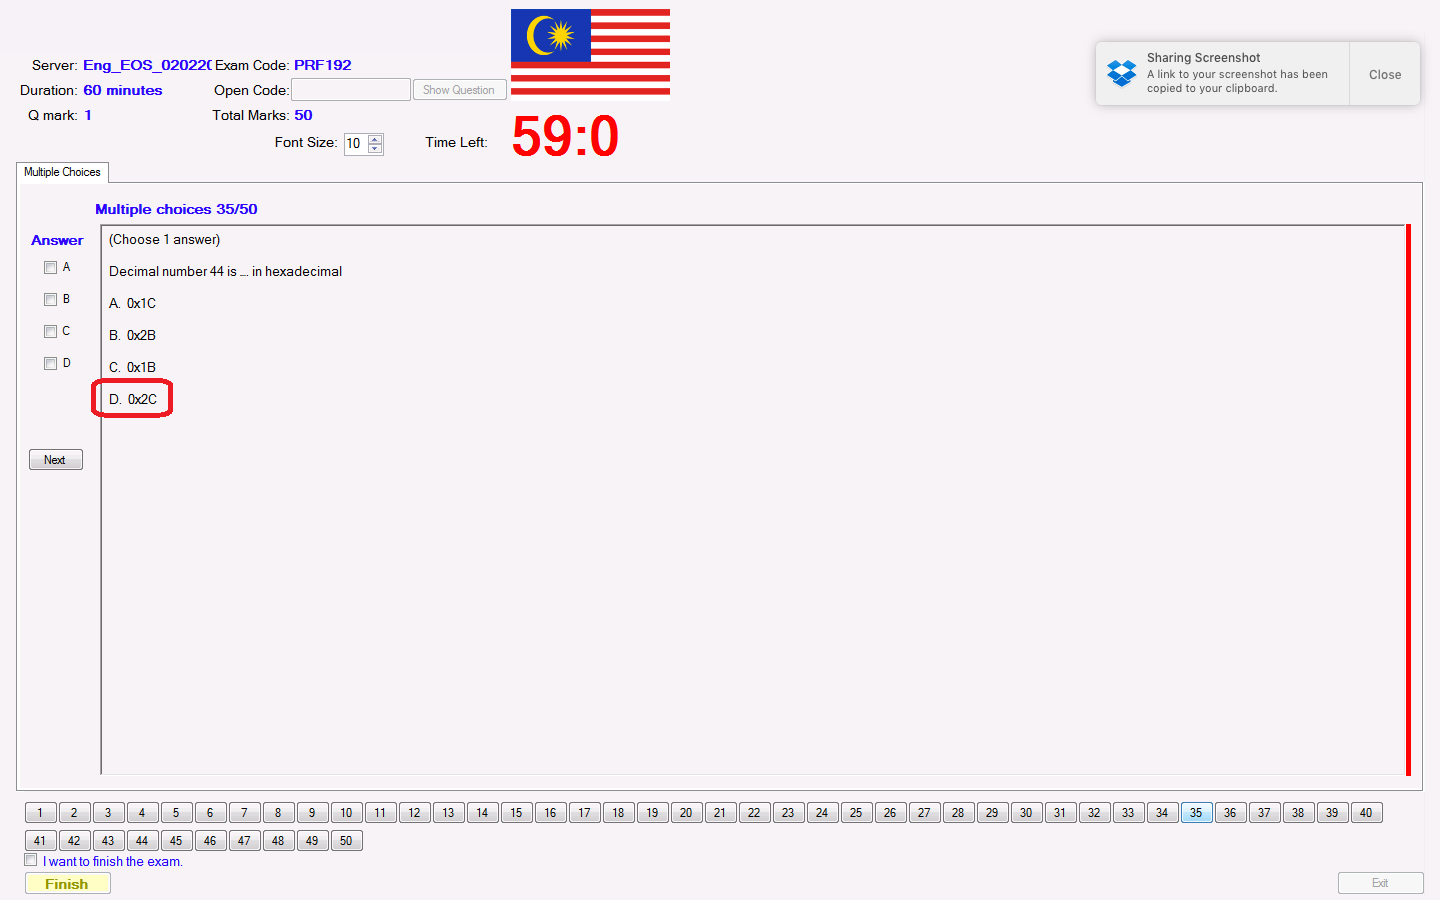 Server: Eng_EOS_02022 Exam Code: PRF192
Duration: 60 minutes Open Code: Show Question
Q mark: 1 Total Marks: 50
Font Size: 10 Time Left: 59:0
Sharing Screenshot
A link to your screenshot has been
copied to your clipboard.
Close
Multiple Choices
Multiple choices 35/50
Answer
A
B
C
D
Next
(Choose 1 answer)
Decimal number 44 is .... in hexadecimal
A. 0x1C
B. 0x2B
C. 0x1B
D. 0x2C
1 2 3 4 5 6 7 8 9 10 11 12 13 14 15 16 17 18 19 20 21 22 23 24 25 26 27 28 29 30 31 32 33 34 35 36 37 38 39 40
41 42 43 44 45 46 47 48 49 50
I want to finish the exam.
Finish
Exit